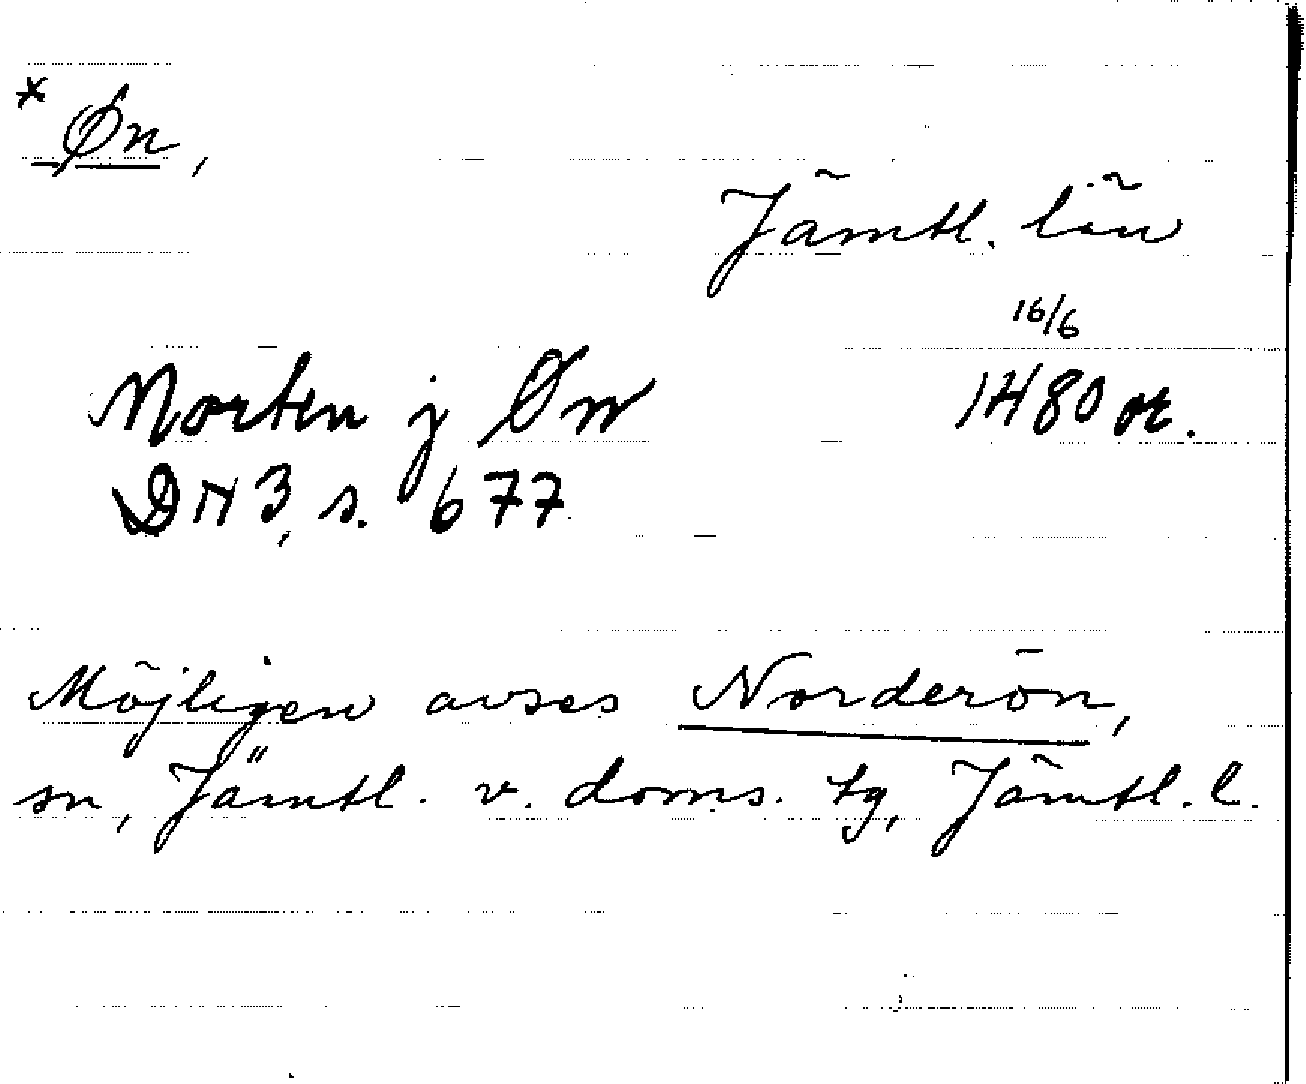 * Øn,
Jämtl. län
16/6
Morten j Øn 1480 or.
DN 3, s. 677
Möjligen avses Norderön,
sn, Jämtl. v. doms. tg, Jämtl. l.